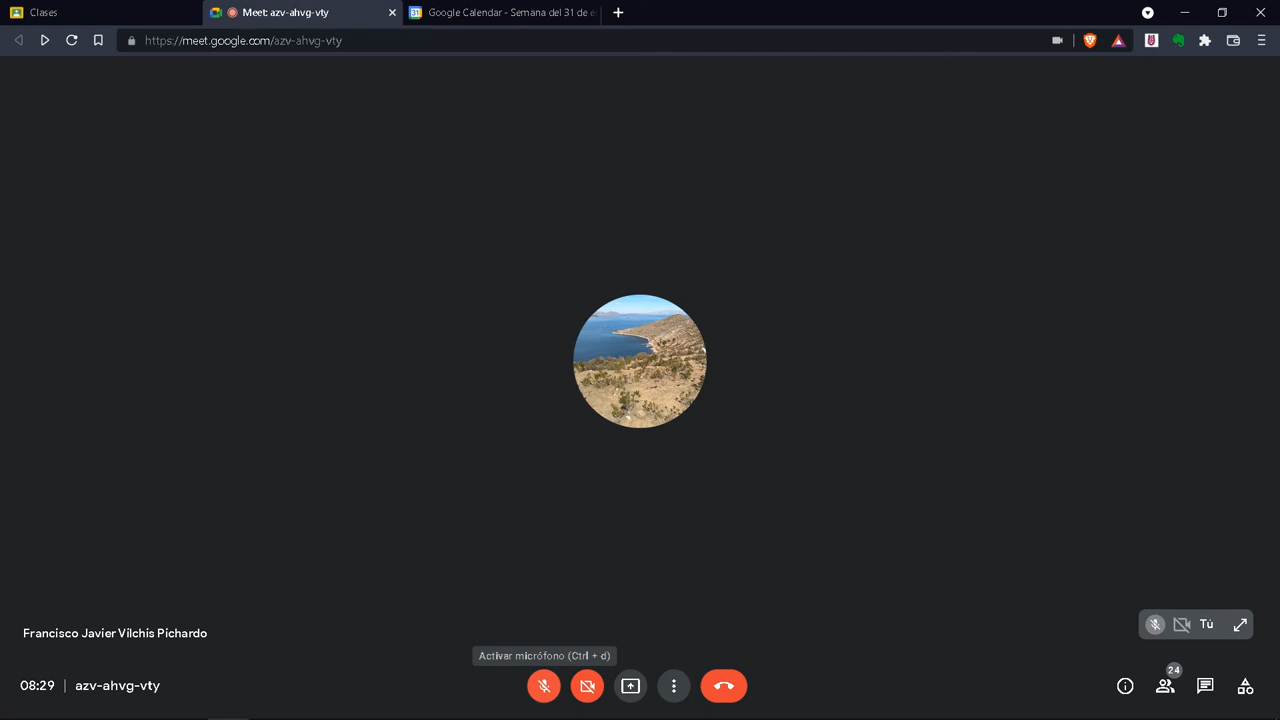 Clases
Meet: azv-ahvg-vty
Google Calendar - Semana del 31 de e
https://meet.google.com/azv-ahvg-vty
Francisco Javier Vilchis Pichardo
Tú
Activar micrófono (Ctrl + d)
24
08:29 | azv-ahvg-vty